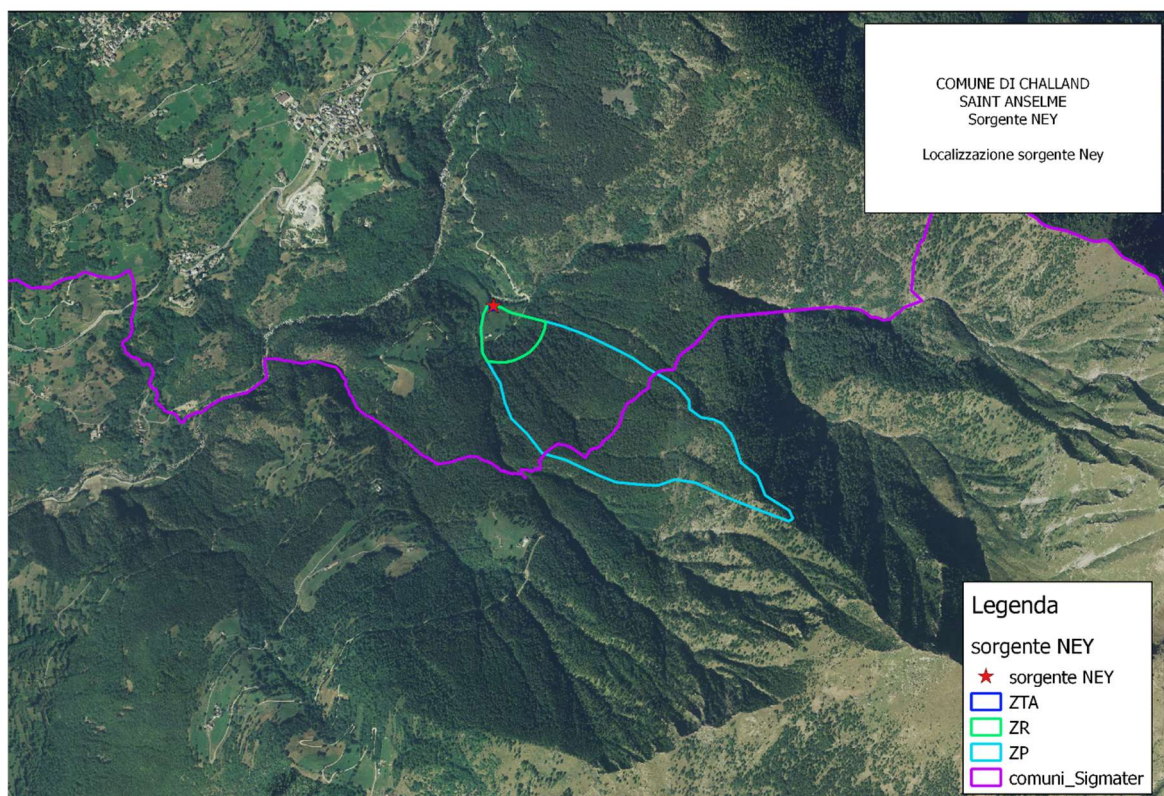 COMUNE DI CHALLAND
SAINT ANSELME
Sorgente NEY
Localizzazione sorgente Ney
Legenda
sorgente NEY
sorgente NEY
ZTA
ZR
ZP
comuni_Sigmater